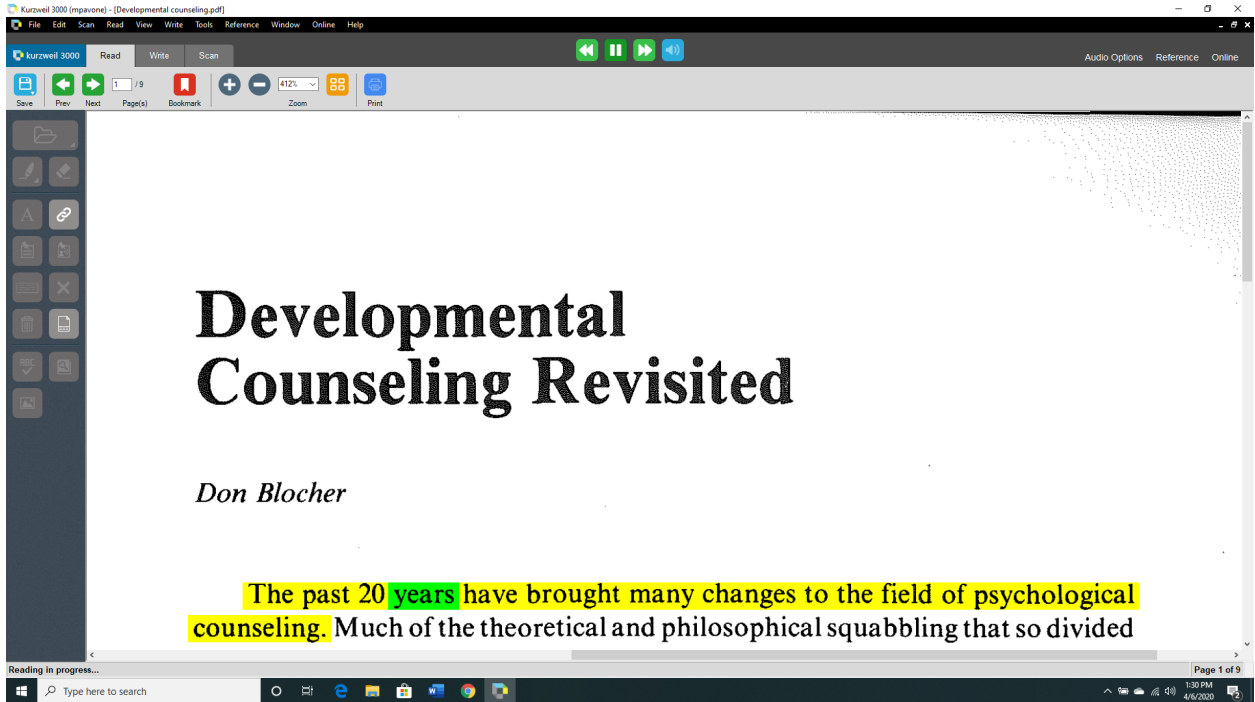 Kurzweil 3000 (mpavone) - [Developmental counseling.pdf]
File Edit Scan Read View Write Tools Reference Window Online Help
kurzweil 3000 Read Write Scan Audio Options Reference Online
1 / 9 412%
Save Prev Next Page(s) Bookmark Zoom Print
A
ABC
Developmental
Counseling Revisited
Don Blocher
The past 20 years have brought many changes to the field of psychological
counseling. Much of the theoretical and philosophical squabbling that so divided
Reading in progress... Page 1 of 9
Type here to search 1:30 PM
4/6/2020